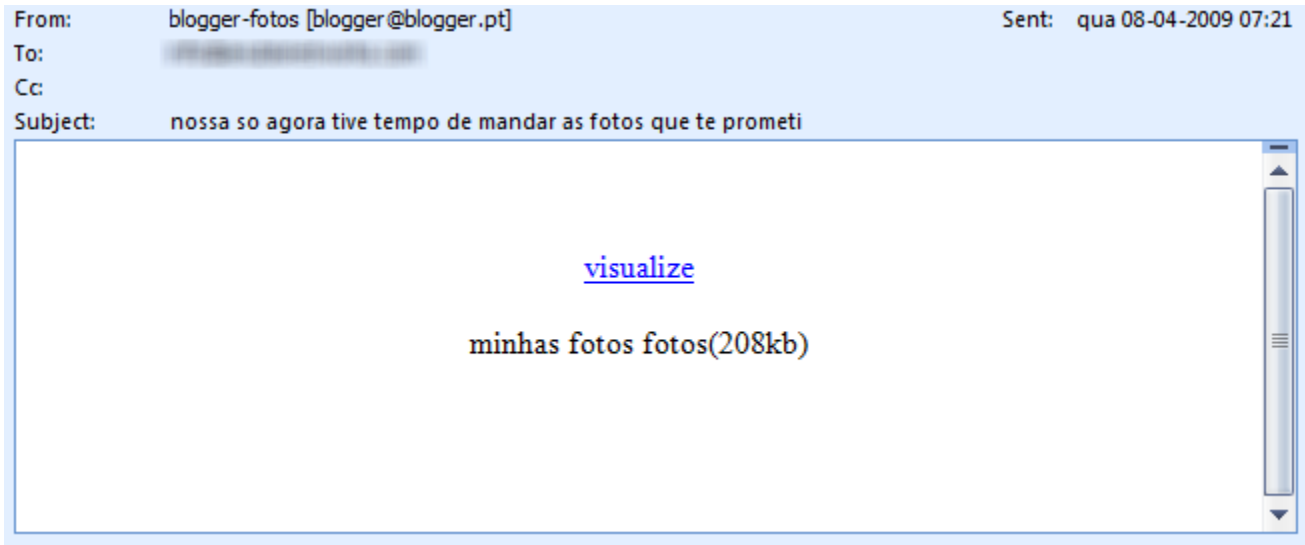 From: blogger-fotos [blogger@blogger.pt] Sent: qua 08-04-2009 07:21
To:
Cc:
Subject: nossa so agora tive tempo de mandar as fotos que te prometi
visualize
minhas fotos fotos(208kb)